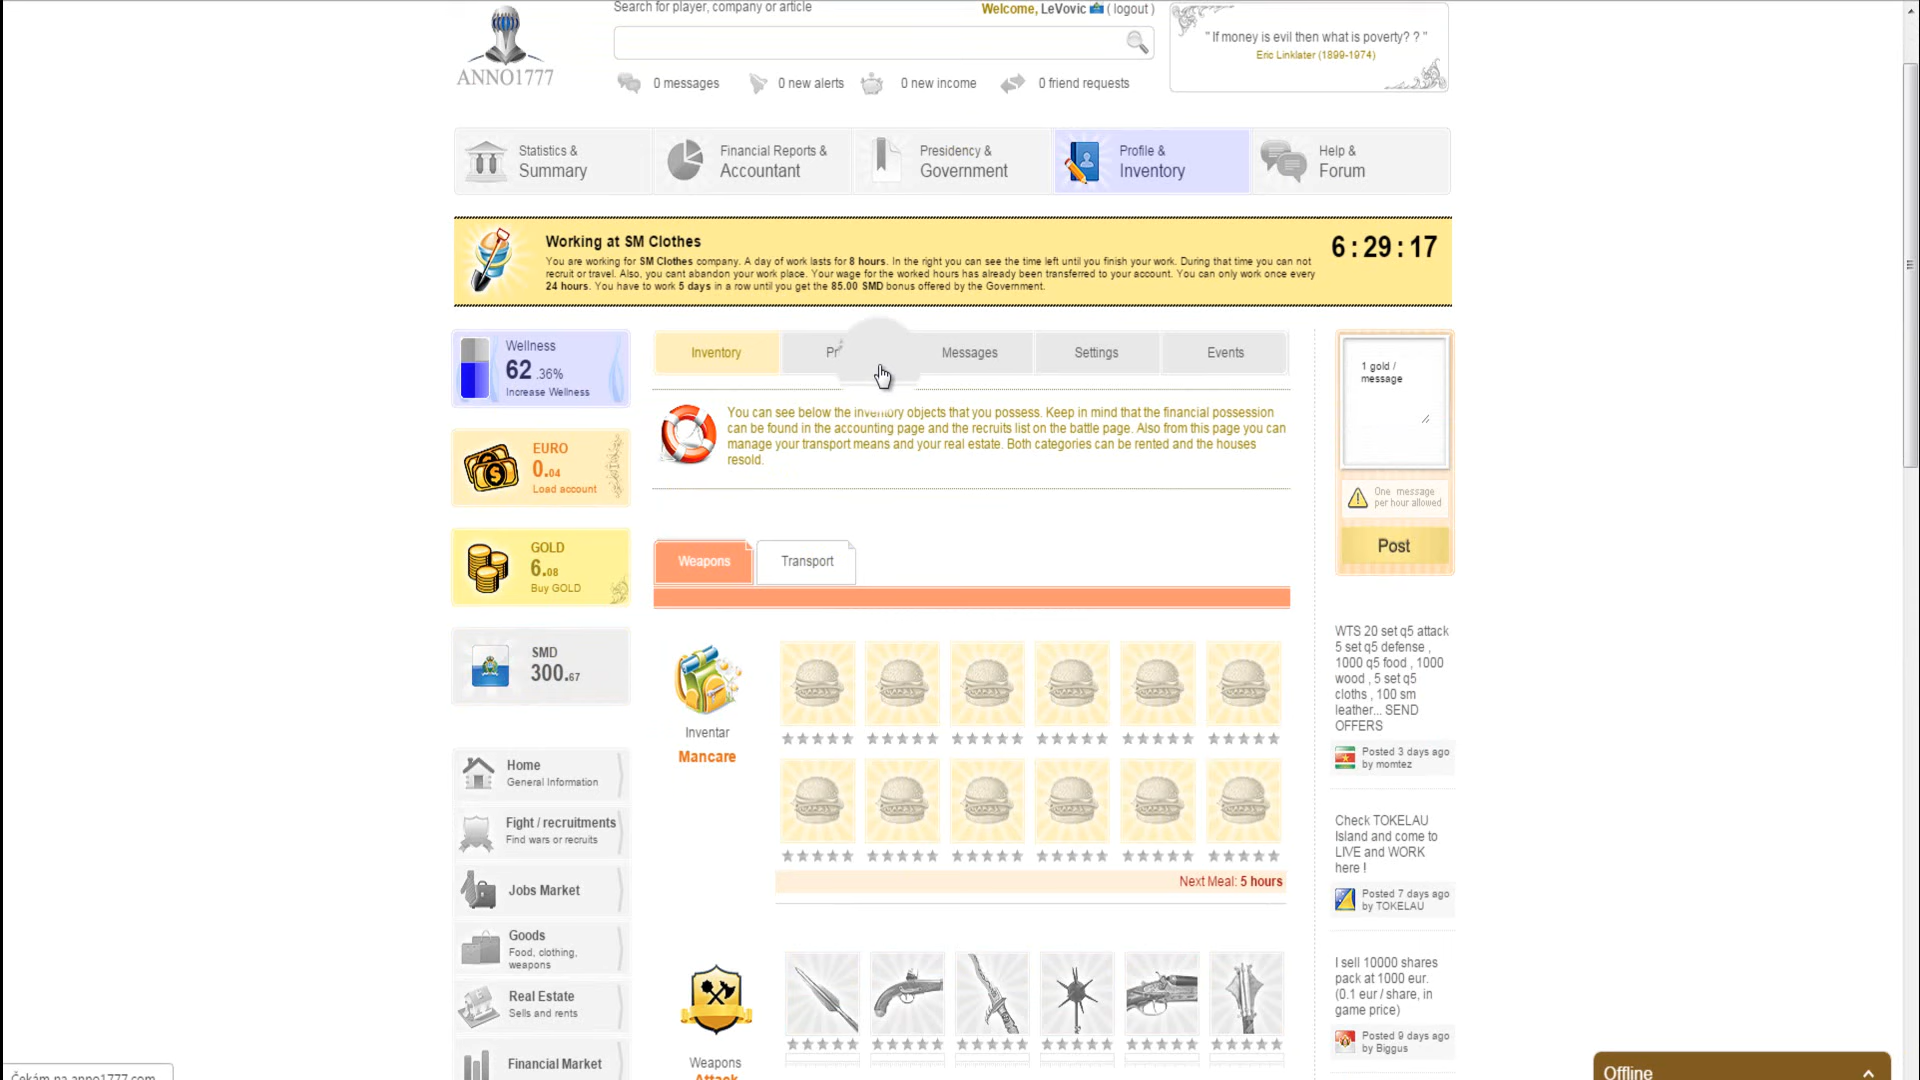 Search for player, company or article
Welcome, LeVovic ( logout )
" If money is evil then what is poverty? ? "
Eric Linklater (1899-1974)
ANNO1777
0 messages
0 new alerts
0 new income
0 friend requests
Statistics &
Summary
Financial Reports &
Accountant
Presidency &
Government
Profile &
Inventory
Help &
Forum
Working at SM Clothes
6:29:17
You are working for SM Clothes company. A day of work lasts for 8 hours. In the right you can see the time left until you finish your work. During that time you can not
recruit or travel. Also, you cant abandon your work place. Your wage for the worked hours has already been transferred to your account. You can only work once every
24 hours. You have to work 5 days in a row until you get the 85.00 SMD bonus offered by the Government.
Wellness
62 .36%
Increase Wellness
EURO
0.04
Load account
GOLD
6.08
Buy GOLD
SMD
300.67
Home
General Information
Fight / recruitments
Find wars or recruits
Jobs Market
Goods
Food, clothing,
weapons
Real Estate
Sells and rents
Financial Market
Inventory
Messages
Settings
Events
You can see below the inventory objects that you possess. Keep in mind that the financial possession
can be found in the accounting page and the recruits list on the battle page. Also from this page you can
manage your transport means and your real estate. Both categories can be rented and the houses
resold.
Weapons
Transport
Inventar
Mancare
Next Meal: 5 hours
Weapons
Attack
1 gold /
message
One message
per hour allowed
Post
WTS 20 set q5 attack
5 set q5 defense ,
1000 q5 food , 1000
wood , 5 set q5
cloths , 100 sm
leather... SEND
OFFERS
Posted 3 days ago
by momtez
Check TOKELAU
Island and come to
LIVE and WORK
here !
Posted 7 days ago
by TOKELAU
I sell 10000 shares
pack at 1000 eur.
(0.1 eur / share, in
game price)
Posted 9 days ago
by Biggus
Čekám na anno1777.com
Offline